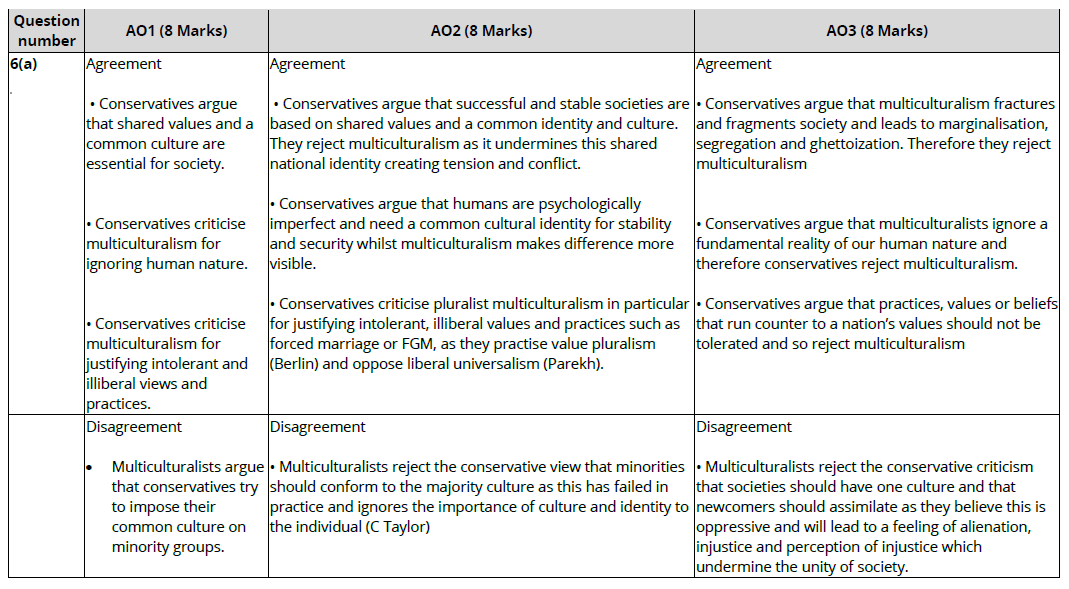 Question
number
AO1 (8 Marks)
AO2 (8 Marks)
AO3 (8 Marks)
6(a)
.
Agreement
• Conservatives argue
that shared values and a
common culture are
essential for society.
• Conservatives criticise
multiculturalism for
ignoring human nature.
• Conservatives criticise
multiculturalism for
justifying intolerant and
illiberal views and
practices.
Agreement
• Conservatives argue that successful and stable societies are
based on shared values and a common identity and culture.
They reject multiculturalism as it undermines this shared
national identity creating tension and conflict.
• Conservatives argue that humans are psychologically
imperfect and need a common cultural identity for stability
and security whilst multiculturalism makes difference more
visible.
• Conservatives criticise pluralist multiculturalism in particular
for justifying intolerant, illiberal values and practices such as
forced marriage or FGM, as they practise value pluralism
(Berlin) and oppose liberal universalism (Parekh).
Agreement
• Conservatives argue that multiculturalism fractures
and fragments society and leads to marginalisation,
segregation and ghettoization. Therefore they reject
multiculturalism
• Conservatives argue that multiculturalists ignore a
fundamental reality of our human nature and
therefore conservatives reject multiculturalism.
• Conservatives argue that practices, values or beliefs
that run counter to a nation’s values should not be
tolerated and so reject multiculturalism
Disagreement
• Multiculturalists argue
that conservatives try
to impose their
common culture on
minority groups.
Disagreement
• Multiculturalists reject the conservative view that minorities
should conform to the majority culture as this has failed in
practice and ignores the importance of culture and identity to
the individual (C Taylor)
Disagreement
• Multiculturalists reject the conservative criticism
that societies should have one culture and that
newcomers should assimilate as they believe this is
oppressive and will lead to a feeling of alienation,
injustice and perception of injustice which
undermine the unity of society.